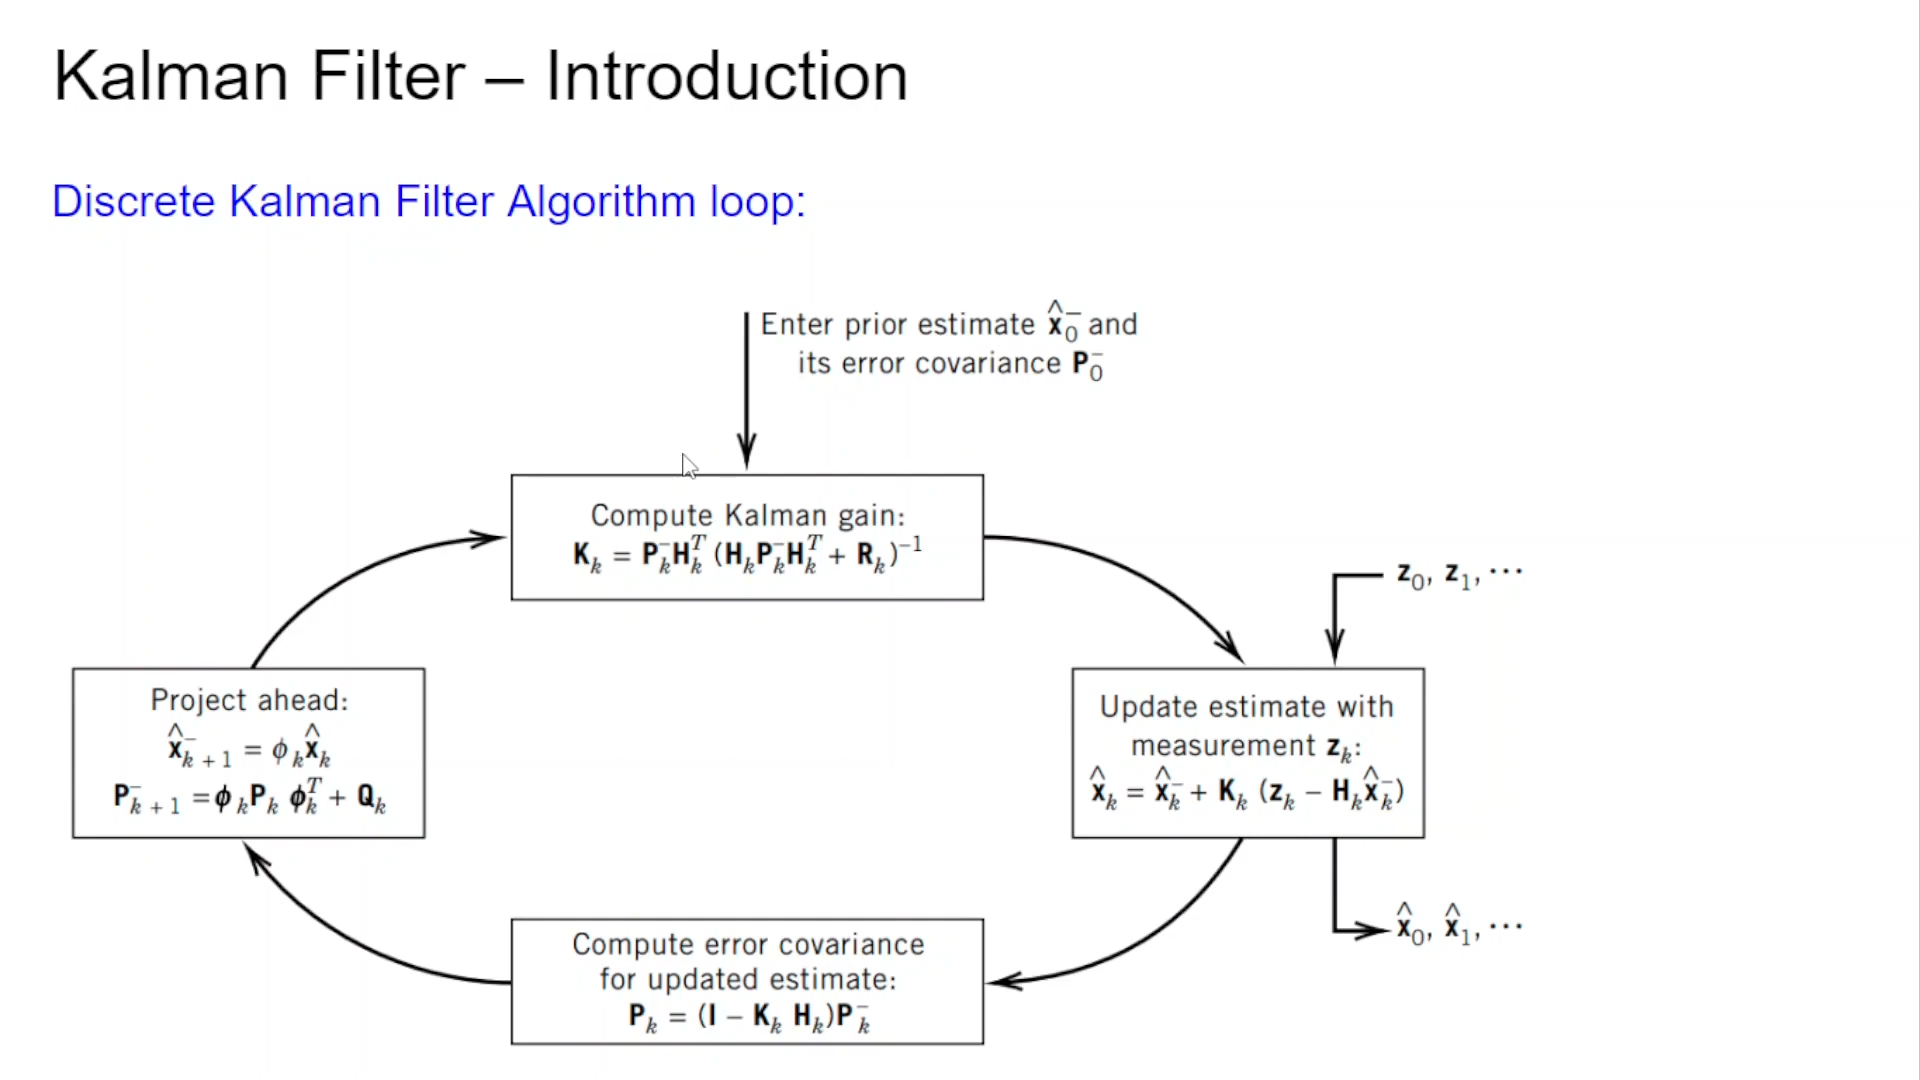 Kalman Filter – Introduction
Discrete Kalman Filter Algorithm loop:
Enter prior estimate x̂₀⁻ and
its error covariance P₀⁻
Compute Kalman gain:
Kₖ = Pₖ⁻Hₖᵀ (HₖPₖ⁻Hₖᵀ + Rₖ)⁻¹
z₀, z₁, ⋯
Project ahead:
x̂⁻ₖ₊₁ = ϕₖx̂ₖ
P⁻ₖ₊₁ = ϕₖPₖ ϕₖᵀ + Qₖ
Update estimate with
measurement zₖ:
x̂ₖ = x̂ₖ⁻ + Kₖ (zₖ − Hₖx̂ₖ⁻)
x̂₀, x̂₁, ⋯
Compute error covariance
for updated estimate:
Pₖ = (I − Kₖ Hₖ)Pₖ⁻